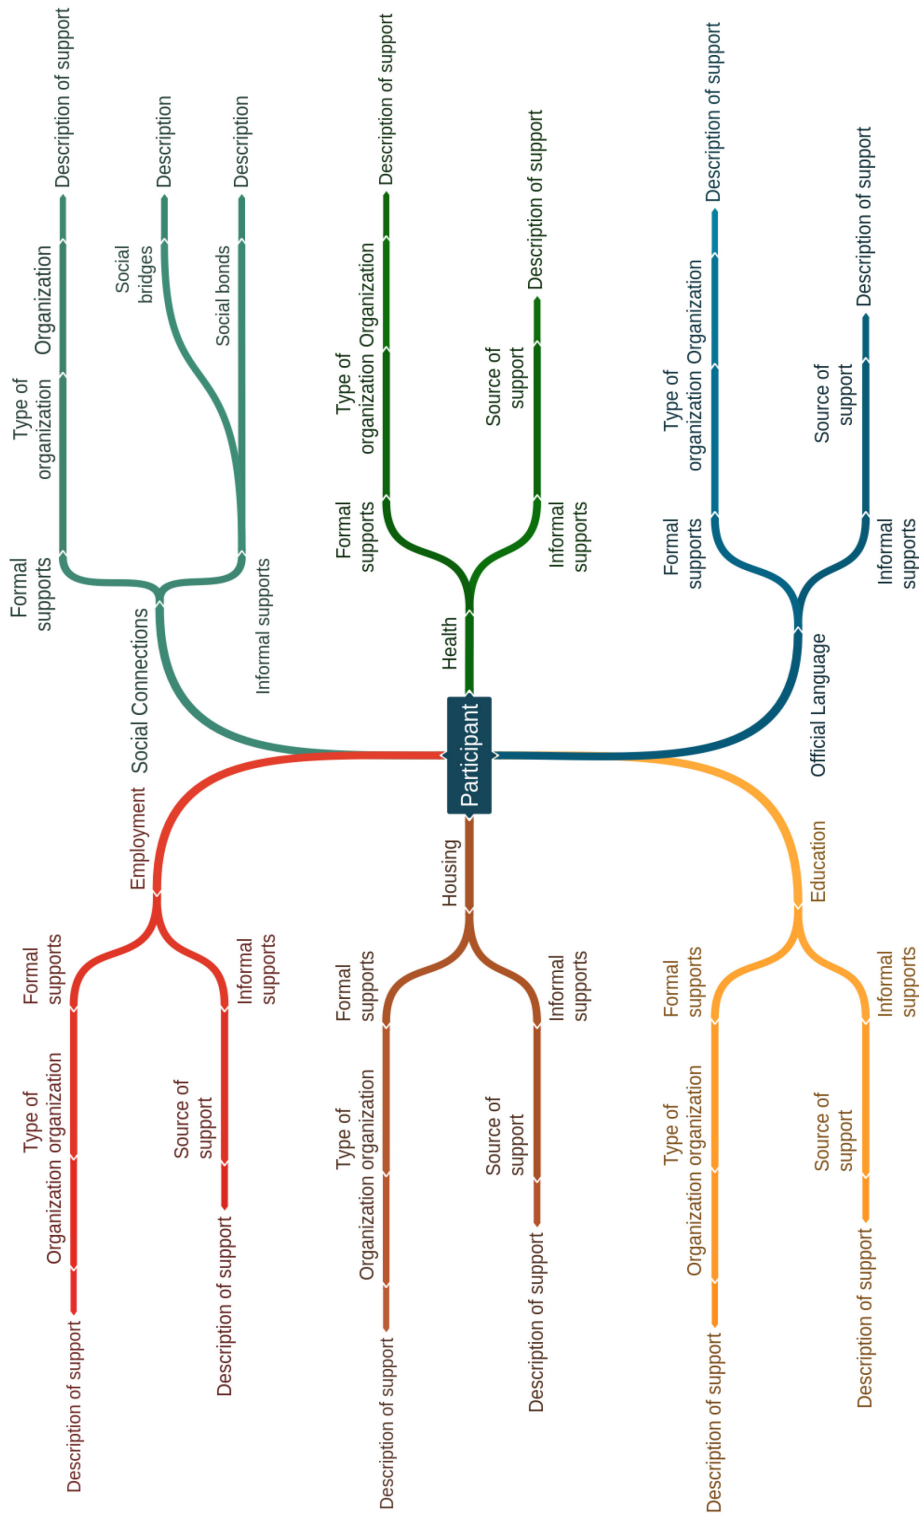 Participant
Employment
Formal
supports
Type of
organization
Organization
Description of support
Informal
supports
Source of
support
Description of support
Social Connections
Formal
supports
Type of
organization
Organization
Description of support
Informal supports
Social
bridges
Description
Social bonds
Description
Housing
Formal
supports
Type of
organization
Organization
Description of support
Informal
supports
Source of
support
Description of support
Health
Formal
supports
Type of
organization
Organization
Description of support
Informal
supports
Source of
support
Description of support
Education
Formal
supports
Type of
organization
Organization
Description of support
Informal
supports
Source of
support
Description of support
Official Language
Formal
supports
Type of
organization
Organization
Description of support
Informal
supports
Source of
support
Description of support